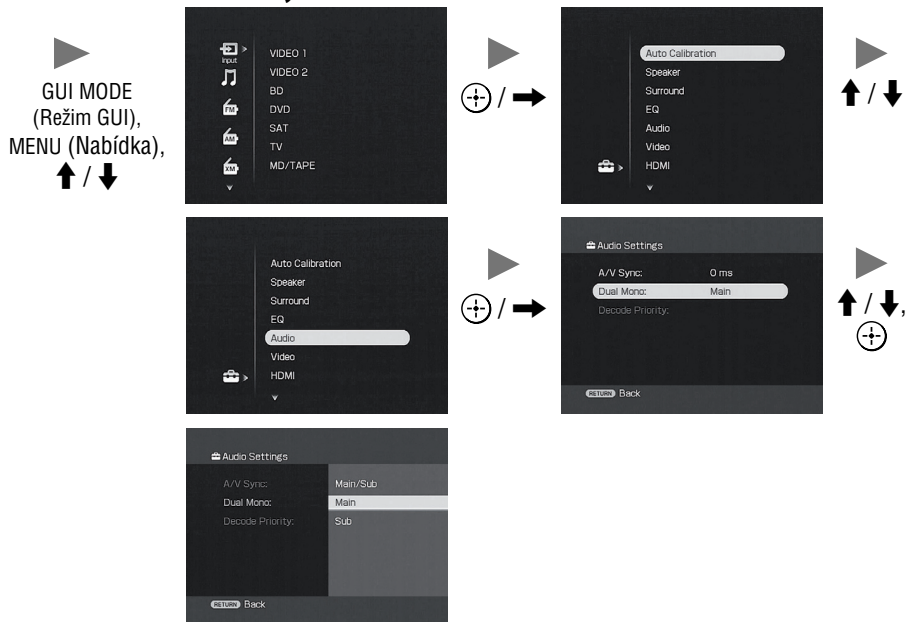 GUI MODE
(Režim GUI),
MENU (Nabídka),
/
Input
FM
AM
XM
VIDEO 1
VIDEO 2
BD
DVD
SAT
TV
MD/TAPE
/
Auto Calibration
Speaker
Surround
EQ
Audio
Video
HDMI
/
Auto Calibration
Speaker
Surround
EQ
Audio
Video
HDMI
/
Audio Settings
A/V Sync: 0 ms
Dual Mono: Main
Decode Priority:
RETURN Back
/ ,
Audio Settings
A/V Sync: Main/Sub
Dual Mono: Main
Decode Priority: Sub
RETURN Back